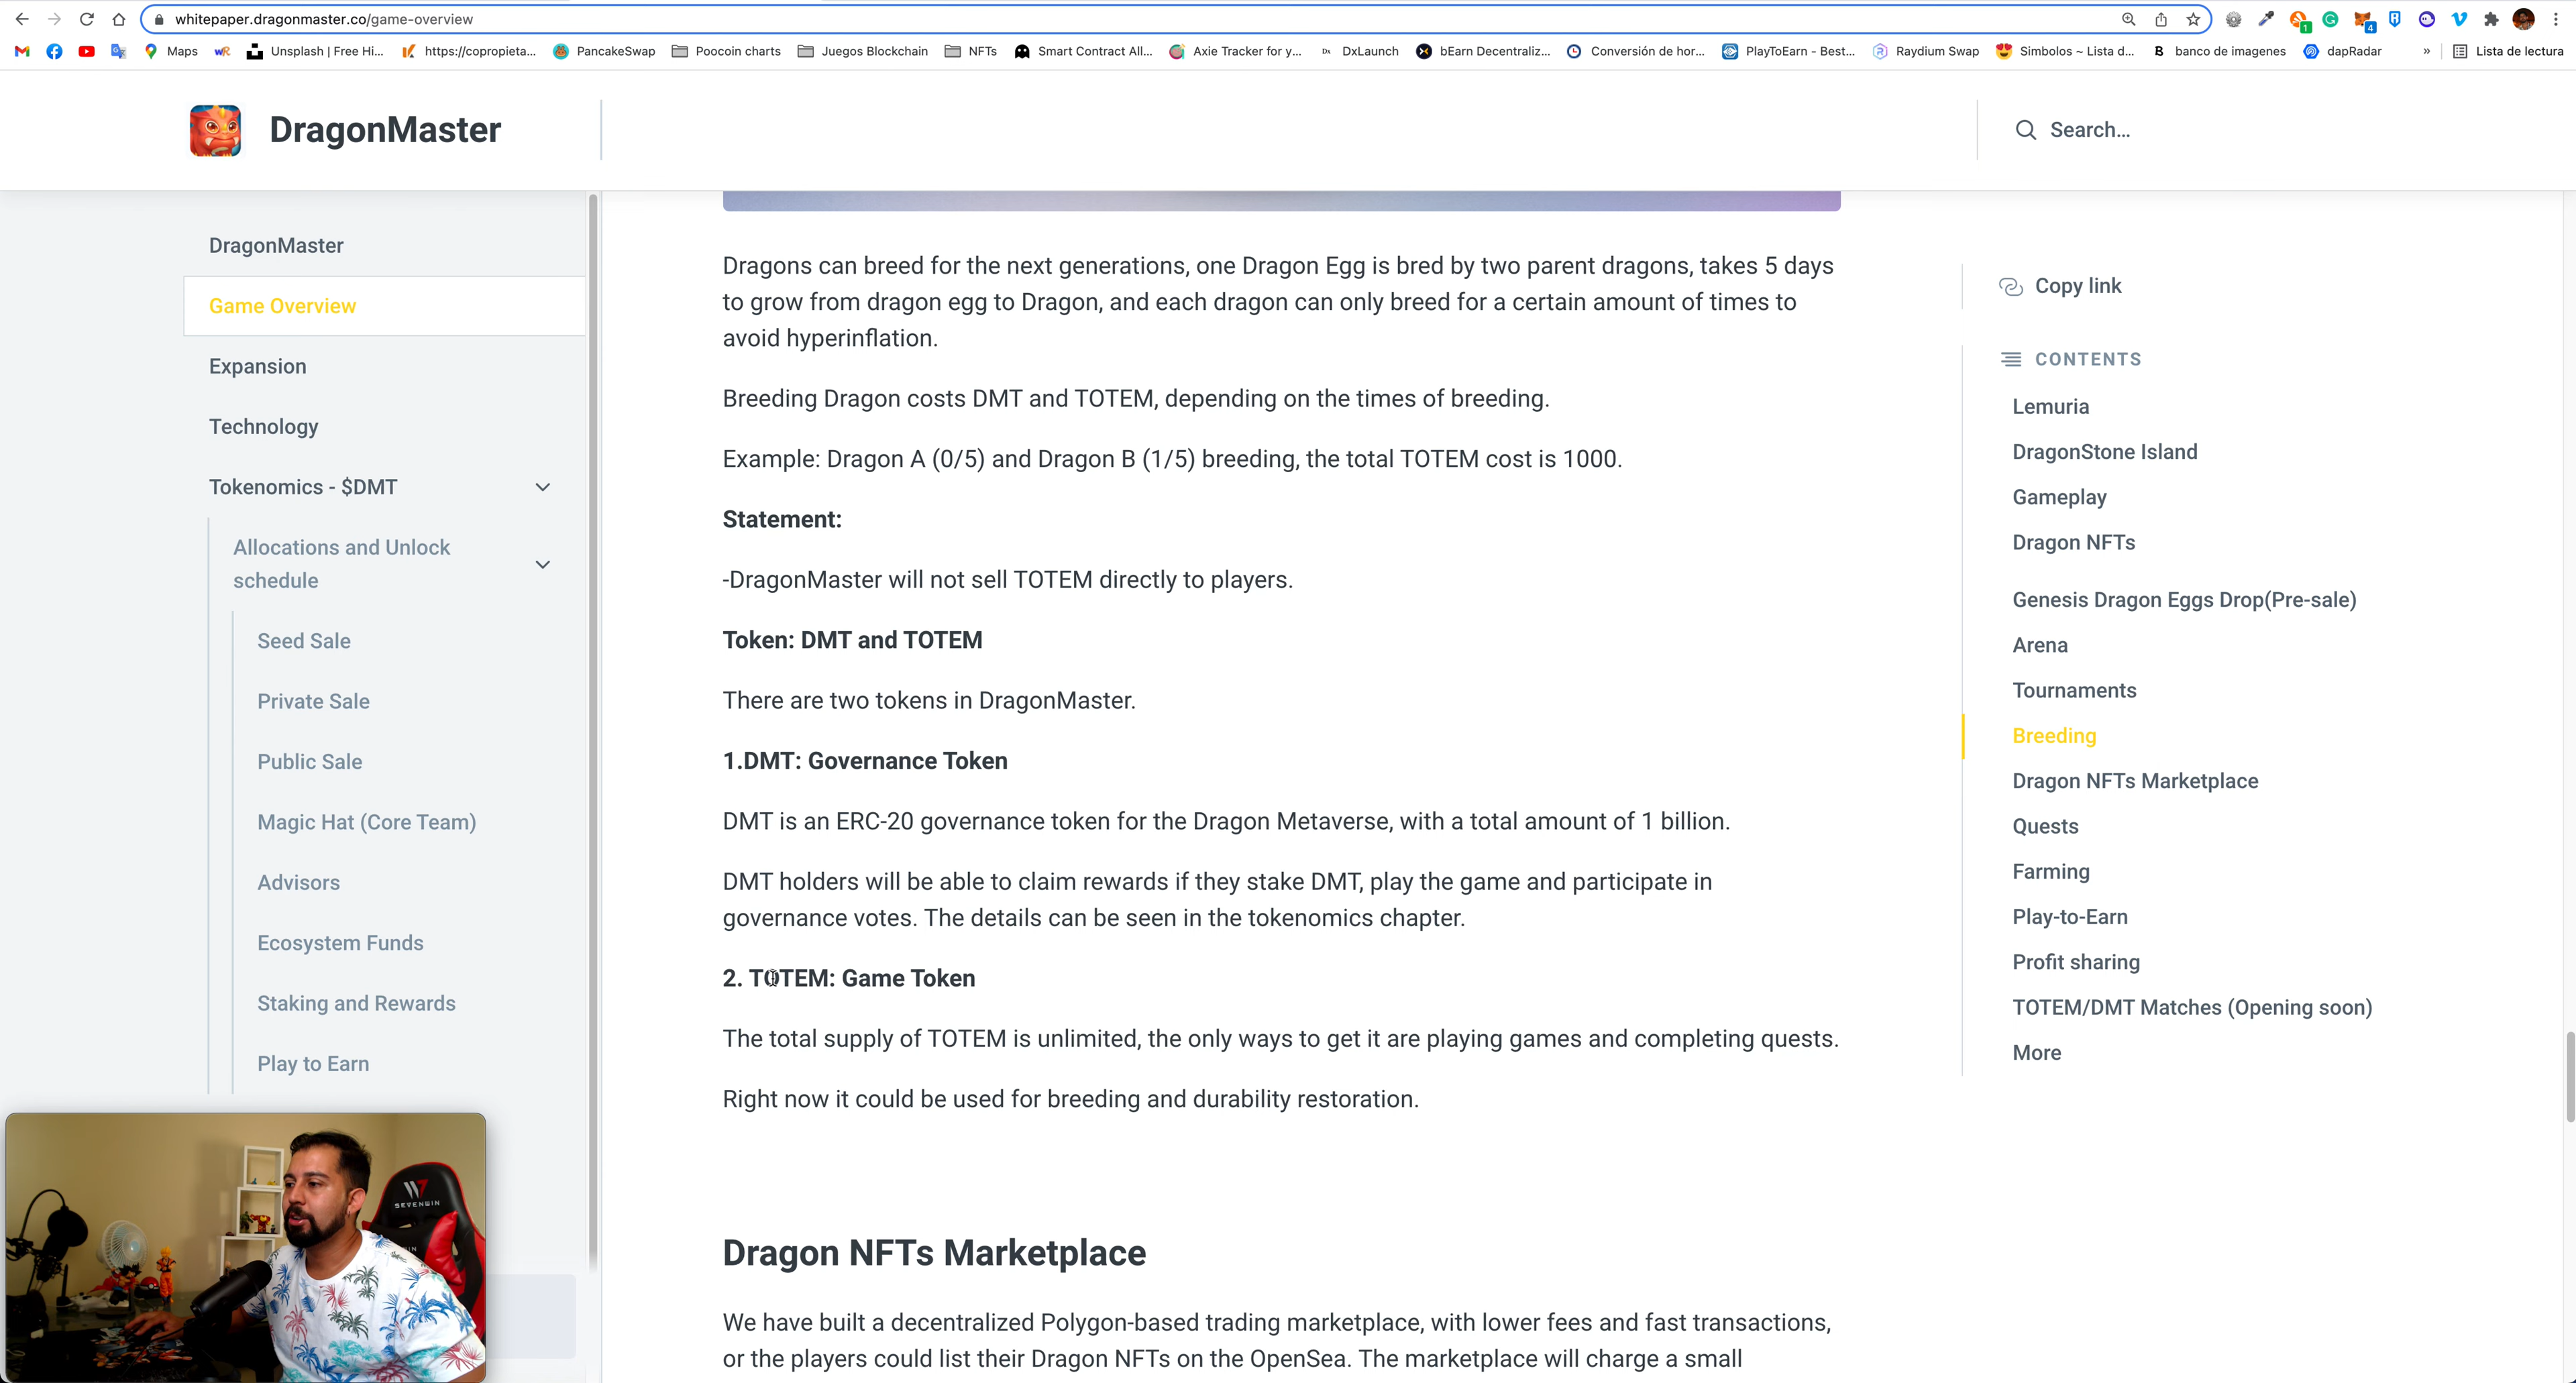 whitepaper.dragonmaster.co/game-overview
Maps
Unsplash | Free Hi...
https://copropieta...
PancakeSwap
Poocoin charts
Juegos Blockchain
NFTs
Smart Contract All...
Axie Tracker for y...
DxLaunch
bEarn Decentraliz...
Conversión de hor...
PlayToEarn - Best...
Raydium Swap
Simbolos ~ Lista d...
banco de imagenes
dapRadar
»
Lista de lectura
DragonMaster
Search...
DragonMaster
Game Overview
Expansion
Technology
Tokenomics - $DMT
Allocations and Unlock
schedule
Seed Sale
Private Sale
Public Sale
Magic Hat (Core Team)
Advisors
Ecosystem Funds
Staking and Rewards
Play to Earn
Dragons can breed for the next generations, one Dragon Egg is bred by two parent dragons, takes 5 days
to grow from dragon egg to Dragon, and each dragon can only breed for a certain amount of times to
avoid hyperinflation.
Breeding Dragon costs DMT and TOTEM, depending on the times of breeding.
Example: Dragon A (0/5) and Dragon B (1/5) breeding, the total TOTEM cost is 1000.
Statement:
-DragonMaster will not sell TOTEM directly to players.
Token: DMT and TOTEM
There are two tokens in DragonMaster.
1.DMT: Governance Token
DMT is an ERC-20 governance token for the Dragon Metaverse, with a total amount of 1 billion.
DMT holders will be able to claim rewards if they stake DMT, play the game and participate in
governance votes. The details can be seen in the tokenomics chapter.
2. TOTEM: Game Token
The total supply of TOTEM is unlimited, the only ways to get it are playing games and completing quests.
Right now it could be used for breeding and durability restoration.
Dragon NFTs Marketplace
We have built a decentralized Polygon-based trading marketplace, with lower fees and fast transactions,
or the players could list their Dragon NFTs on the OpenSea. The marketplace will charge a small
Copy link
CONTENTS
Lemuria
DragonStone Island
Gameplay
Dragon NFTs
Genesis Dragon Eggs Drop(Pre-sale)
Arena
Tournaments
Breeding
Dragon NFTs Marketplace
Quests
Farming
Play-to-Earn
Profit sharing
TOTEM/DMT Matches (Opening soon)
More
SEVENWIN